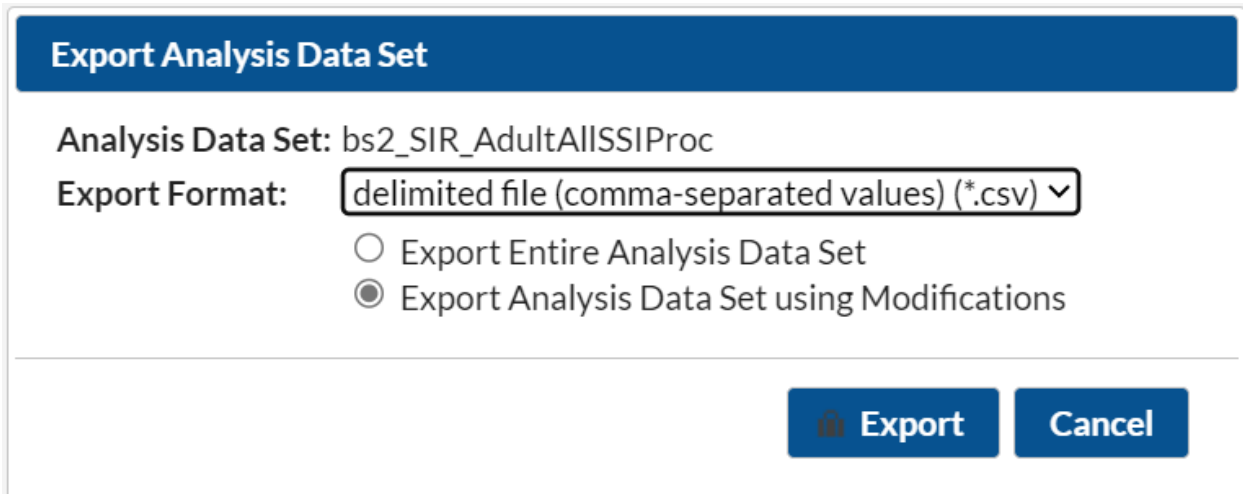 Export Analysis Data Set
Analysis Data Set: bs2_SIR_AdultAllSSIProc
Export Format: delimited file (comma-separated values) (*.csv)
Export Entire Analysis Data Set
Export Analysis Data Set using Modifications
Export Cancel